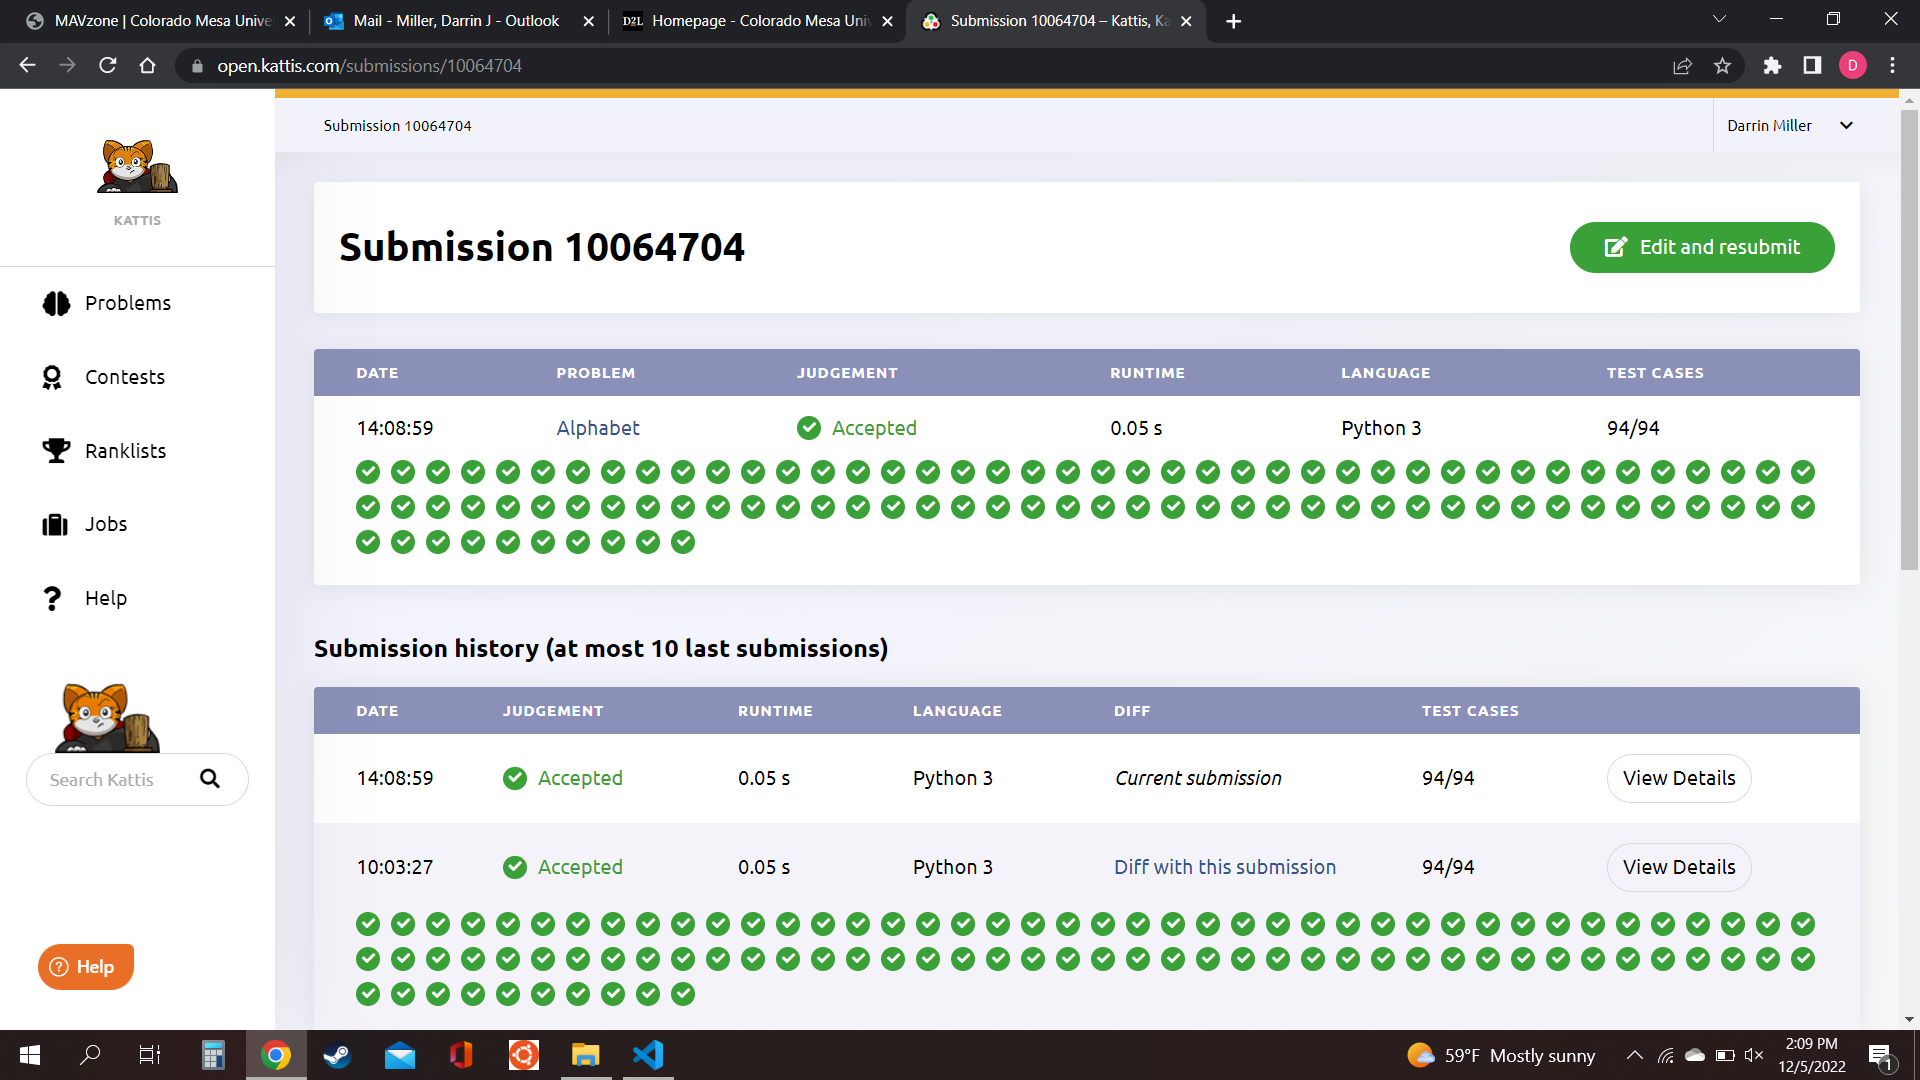 MAVzone | Colorado Mesa Unive
Mail - Miller, Darrin J - Outlook
D2L Homepage - Colorado Mesa Uni
Submission 10064704 – Kattis, Ka
open.kattis.com/submissions/10064704
D
Submission 10064704
Darrin Miller
KATTIS
Submission 10064704
Edit and resubmit
Problems
Contests
Ranklists
Jobs
Help
Search Kattis
Help
DATE PROBLEM JUDGEMENT RUNTIME LANGUAGE TEST CASES
14:08:59 Alphabet Accepted 0.05 s Python 3 94/94
Submission history (at most 10 last submissions)
DATE JUDGEMENT RUNTIME LANGUAGE DIFF TEST CASES
14:08:59 Accepted 0.05 s Python 3 Current submission 94/94 View Details
10:03:27 Accepted 0.05 s Python 3 Diff with this submission 94/94 View Details
59°F Mostly sunny
2:09 PM
12/5/2022
1